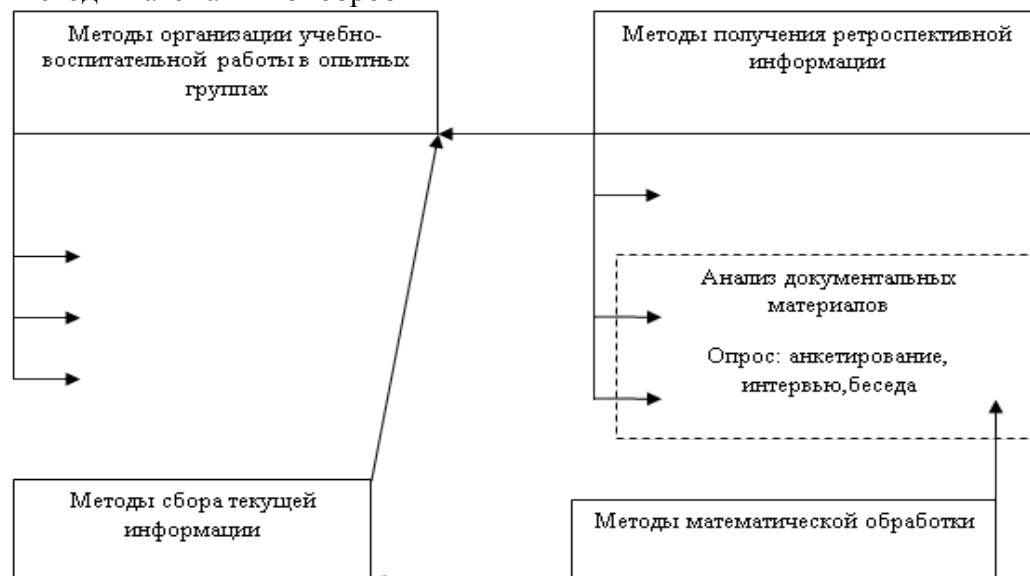 Методы организации учебно-
воспитательной работы в опытных
группах
Методы получения ретроспективной
информации
Анализ документальных
материалов
Опрос: анкетирование,
интервью,беседа
Методы сбора текущей
информации
Методы математической обработки